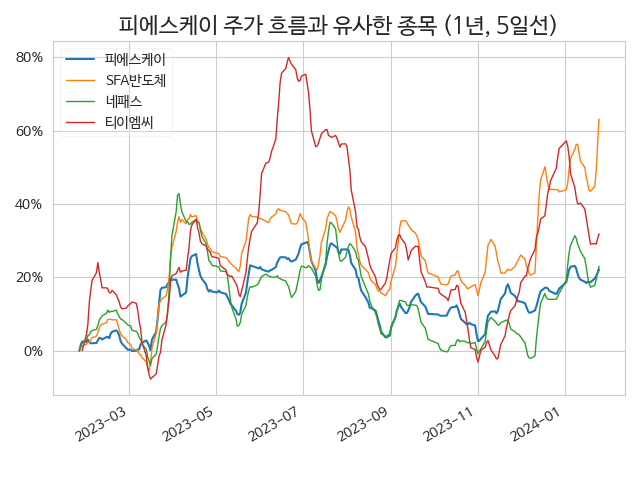 피에스케이 주가 흐름과 유사한 종목 (1년, 5일선)
80%
60%
40%
20%
0%
피에스케이
SFA반도체
네패스
티이엠씨
2023-03
2023-05
2023-07
2023-09
2023-11
2024-01